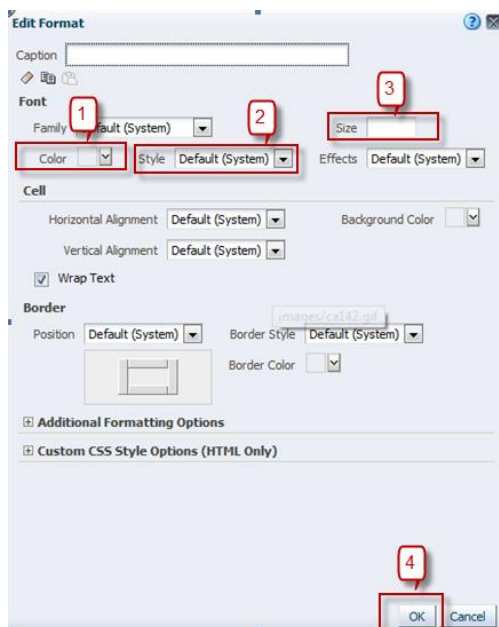 Edit Format
Caption
Font
1 2 3
Family Default (System) Size
Color Style Default (System) Effects Default (System)
Cell
Horizontal Alignment Default (System) Background Color
Vertical Alignment Default (System)
Wrap Text
Border
images/ca142.gif
Position Default (System) Border Style Default (System)
Border Color
Additional Formatting Options
Custom CSS Style Options (HTML Only)
4
OK Cancel